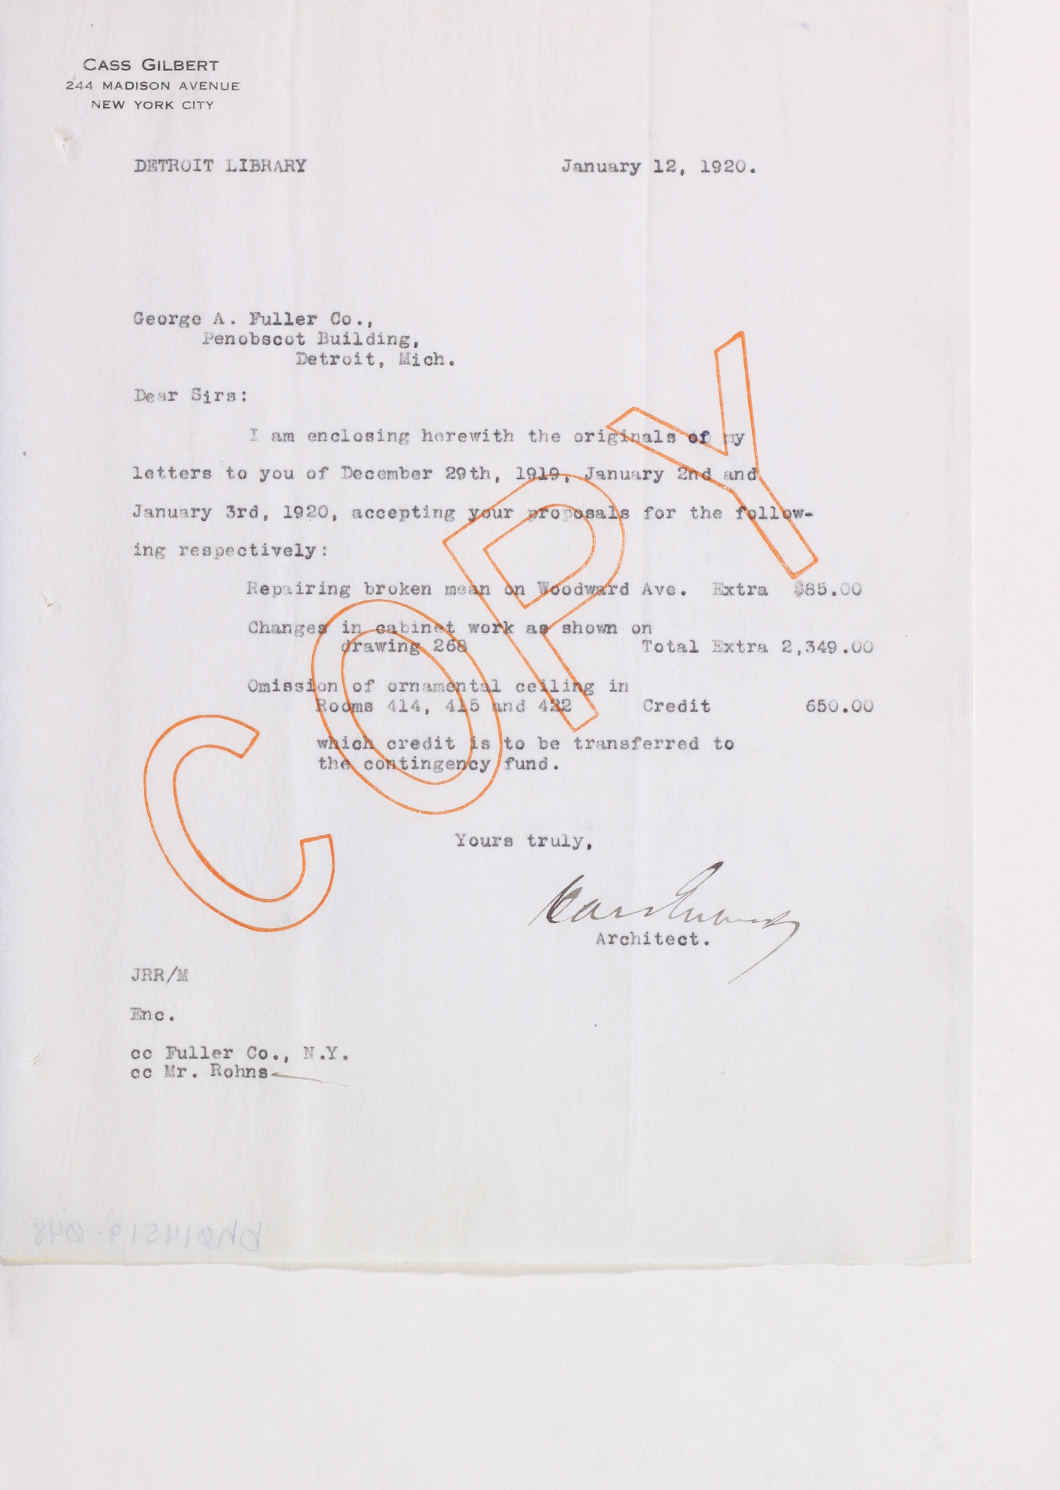 CASS GILBERT
244 MADISON AVENUE
NEW YORK CITY
DETROIT LIBRARY January 12, 1920.
George A. Fuller Co.,
Penobscot Building,
Detroit, Mich.
Dear Sirs:
I am enclosing herewith the originals of my
letters to you of December 29th, 1919, January 2nd and
January 3rd, 1920, accepting your proposals for the follow-
ing respectively:
Repairing broken mean on Woodward Ave. Extra $85.00
Changes in cabinet work as shown on
drawing 268 Total Extra 2,349.00
Omission of ornamental ceiling in
Rooms 414, 415 and 422 Credit 650.00
which credit is to be transferred to
the contingency fund.
Yours truly,
Cass Gilbert
Architect.
JRR/M
Enc.
cc Fuller Co., N.Y.
cc Mr. Rohns
COPY
bh014519-048